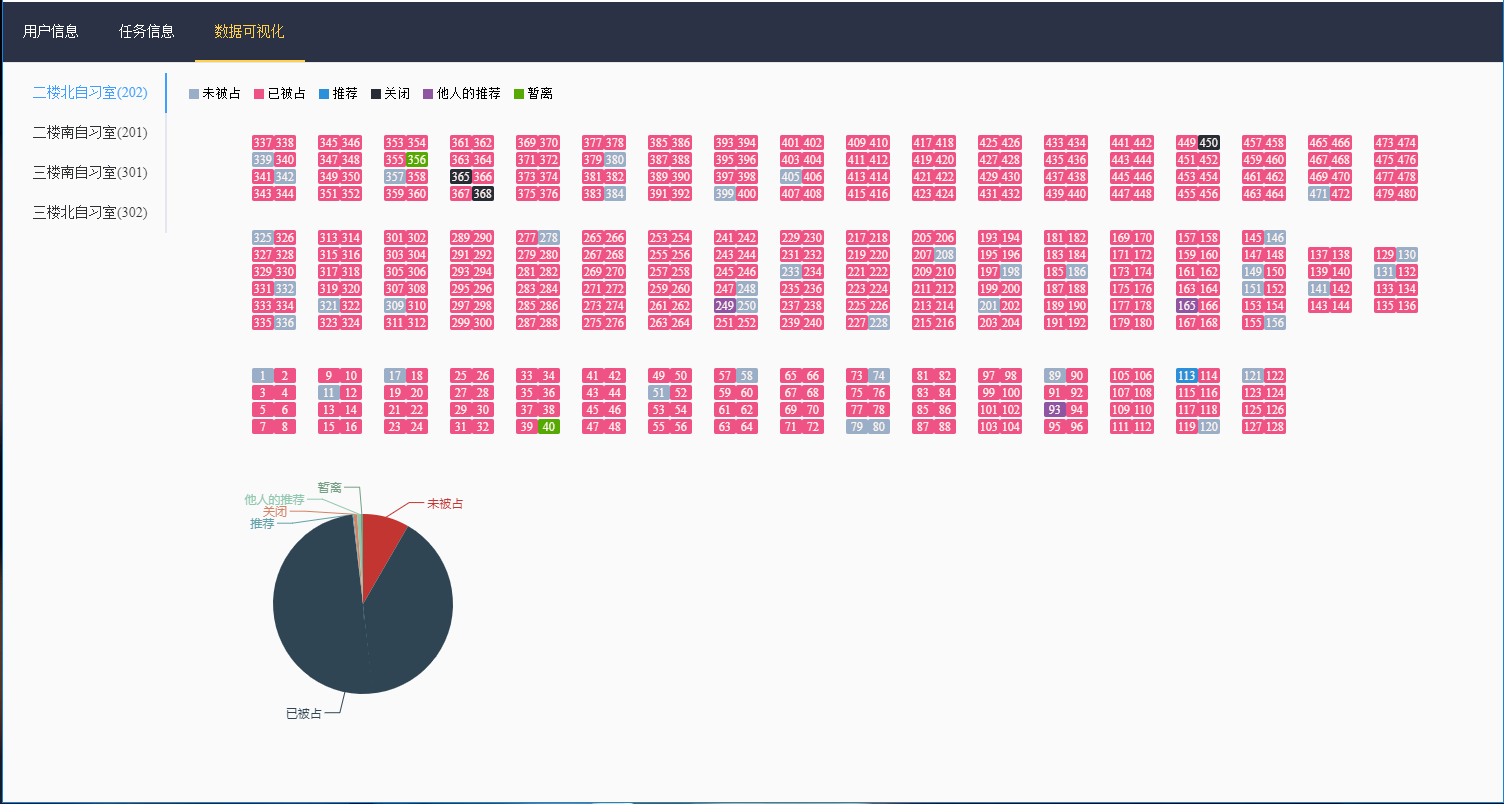 用户信息 任务信息 数据可视化
二楼北自习室(202)
二楼南自习室(201)
三楼南自习室(301)
三楼北自习室(302)
未被占 已被占 推荐 关闭 他人的推荐 暂离
337 338 345 346 353 354 361 362 369 370 377 378 385 386 393 394 401 402 409 410 417 418 425 426 433 434 441 442 449 450 457 458 465 466 473 474
339 340 347 348 355 356 363 364 371 372 379 380 387 388 395 396 403 404 411 412 419 420 427 428 435 436 443 444 451 452 459 460 467 468 475 476
341 342 349 350 357 358 365 366 373 374 381 382 389 390 397 398 405 406 413 414 421 422 429 430 437 438 445 446 453 454 461 462 469 470 477 478
343 344 351 352 359 360 367 368 375 376 383 384 391 392 399 400 407 408 415 416 423 424 431 432 439 440 447 448 455 456 463 464 471 472 479 480
325 326 313 314 301 302 289 290 277 278 265 266 253 254 241 242 229 230 217 218 205 206 193 194 181 182 169 170 157 158 145 146
327 328 315 316 303 304 291 292 279 280 267 268 255 256 243 244 231 232 219 220 207 208 195 196 183 184 171 172 159 160 147 148 137 138 129 130
329 330 317 318 305 306 293 294 281 282 269 270 257 258 245 246 233 234 221 222 209 210 197 198 185 186 173 174 161 162 149 150 139 140 131 132
331 332 319 320 307 308 295 296 283 284 271 272 259 260 247 248 235 236 223 224 211 212 199 200 187 188 175 176 163 164 151 152 141 142 133 134
333 334 321 322 309 310 297 298 285 286 273 274 261 262 249 250 237 238 225 226 213 214 201 202 189 190 177 178 165 166 153 154 143 144 135 136
335 336 323 324 311 312 299 300 287 288 275 276 263 264 251 252 239 240 227 228 215 216 203 204 191 192 179 180 167 168 155 156
1 2 9 10 17 18 25 26 33 34 41 42 49 50 57 58 65 66 73 74 81 82 97 98 89 90 105 106 113 114 121 122
3 4 11 12 19 20 27 28 35 36 43 44 51 52 59 60 67 68 75 76 83 84 99 100 91 92 107 108 115 116 123 124
5 6 13 14 21 22 29 30 37 38 45 46 53 54 61 62 69 70 77 78 85 86 101 102 93 94 109 110 117 118 125 126
7 8 15 16 23 24 31 32 39 40 47 48 55 56 63 64 71 72 79 80 87 88 103 104 95 96 111 112 119 120 127 128
暂离
他人的推荐
未被占
关闭
推荐
已被占